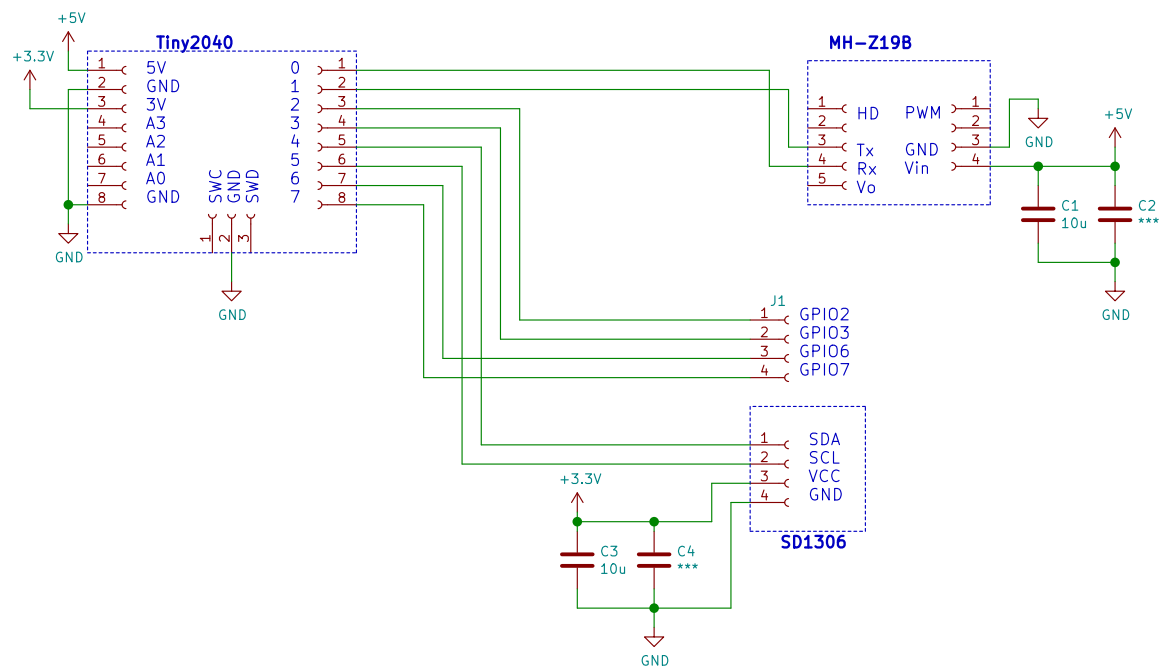 +5V
+3.3V
Tiny2040
1 5V
2 GND
3 3V
4 A3
5 A2
6 A1
7 A0
8 GND
SWC
GND
SWD
1
2
3
0 1
1 2
2 3
3 4
4 5
5 6
6 7
7 8
GND
GND
MH-Z19B
1 HD
2
3 Tx
4 Rx
5 Vo
PWM 1
2
GND 3
Vin 4
GND
+5V
C1
10u
C2
***
GND
J1
1 GPIO2
2 GPIO3
3 GPIO6
4 GPIO7
1 SDA
2 SCL
3 VCC
4 GND
SD1306
+3.3V
C3
10u
C4
***
GND